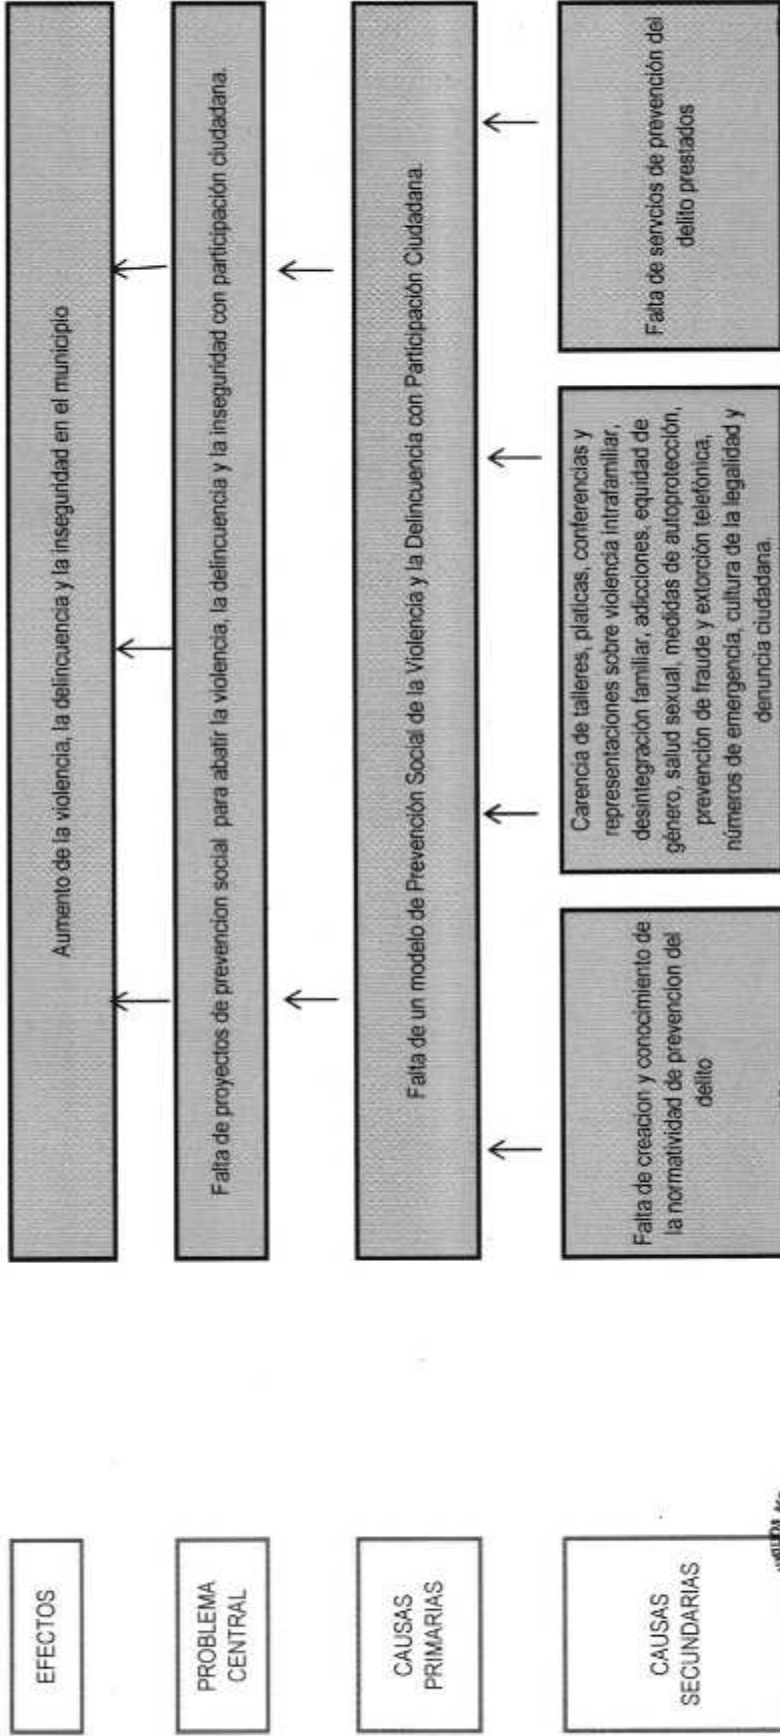 EFECTOS
Aumento de la violencia, la delincuencia y la inseguridad en el municipio
PROBLEMA
CENTRAL
Falta de proyectos de prevencion social para abatir la violencia, la delincuencia y la inseguridad con participación ciudadana.
CAUSAS
PRIMARIAS
Falta de un modelo de Prevención Social de la Violencia y la Delincuencia con Participación Ciudadana.
CAUSAS
SECUNDARIAS
Falta de creacion y conocimiento de
la normatividad de prevencion del
delito
Carencia de talleres, platicas, conferencias y
representaciones sobre violencia intrafamiliar,
desintegración familiar, adicciones, equidad de
género, salud sexual, medidas de autoprotección,
prevención de fraude y extorción telefónica,
números de emergencia, cultura de la legalidad y
denuncia ciudadana.
Falta de servcios de prevención del
delito prestados